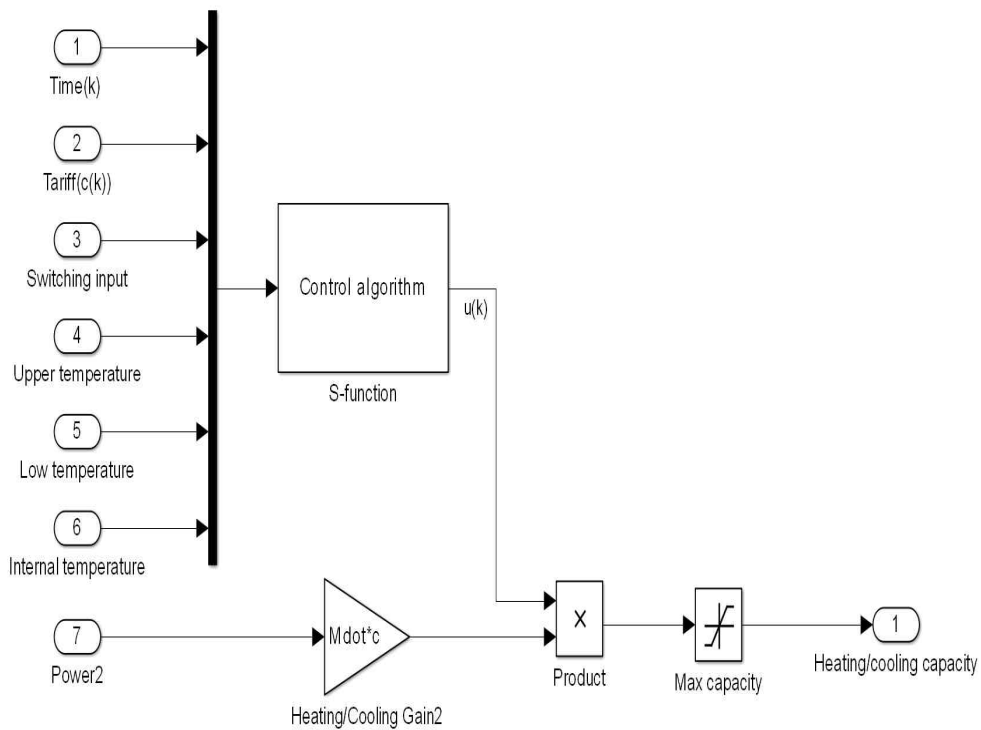 1
Time(k)
2
Tariff(c(k))
3
Switching input
4
Upper temperature
5
Low temperature
6
Internal temperature
Control algorithm
S-function
u(k)
7
Power2
Mdot*c
Heating/Cooling Gain2
×
Product
Max capacity
1
Heating/cooling capacity